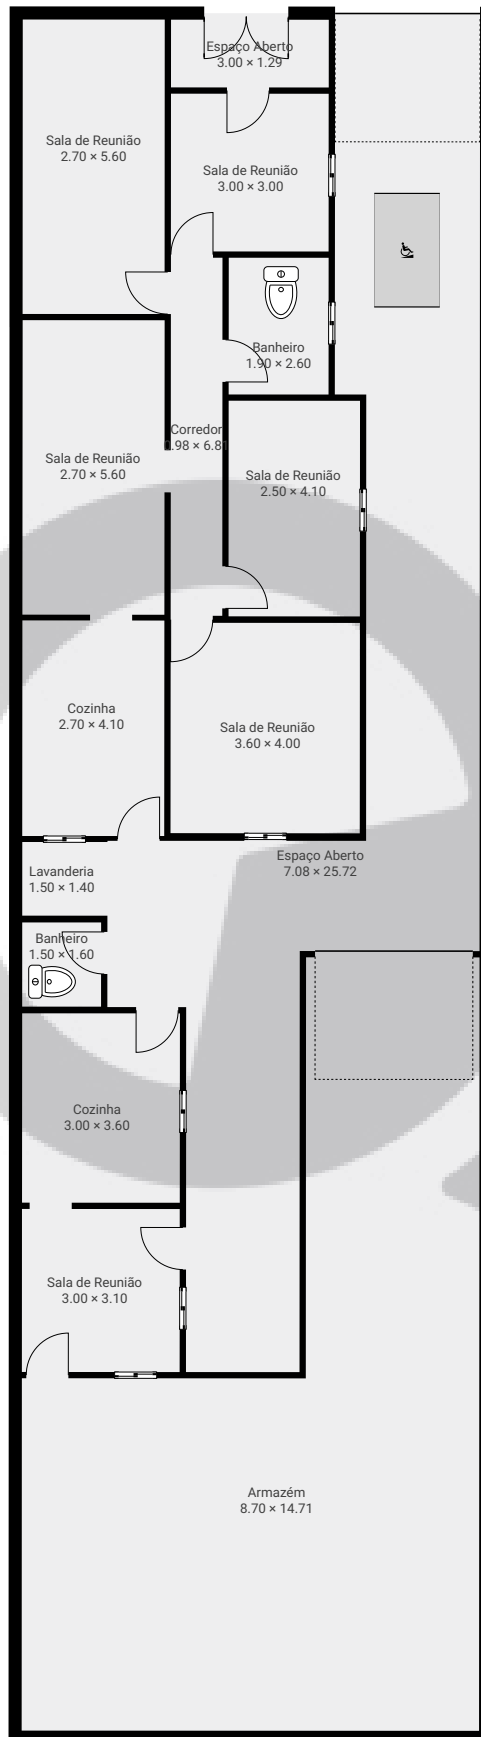 Espaço Aberto
3.00 × 1.29
Sala de Reunião
2.70 × 5.60
Sala de Reunião
3.00 × 3.00
Banheiro
1.90 × 2.60
Corredor
0.98 × 6.81
Sala de Reunião
2.70 × 5.60
Sala de Reunião
2.50 × 4.10
Cozinha
2.70 × 4.10
Sala de Reunião
3.60 × 4.00
Espaço Aberto
7.08 × 25.72
Lavanderia
1.50 × 1.40
Banheiro
1.50 × 1.60
Cozinha
3.00 × 3.60
Sala de Reunião
3.00 × 3.10
Armazém
8.70 × 14.71